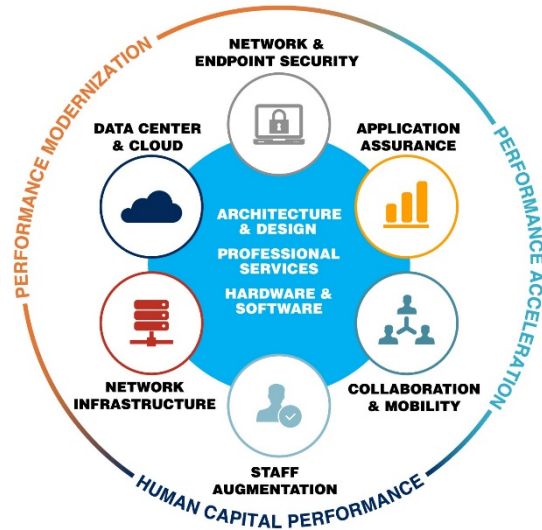 PERFORMANCE MODERNIZATION
PERFORMANCE ACCELERATION
HUMAN CAPITAL PERFORMANCE
NETWORK &
ENDPOINT SECURITY
DATA CENTER
& CLOUD
APPLICATION
ASSURANCE
ARCHITECTURE
& DESIGN
PROFESSIONAL
SERVICES
HARDWARE &
SOFTWARE
NETWORK
INFRASTRUCTURE
COLLABORATION
& MOBILITY
STAFF
AUGMENTATION